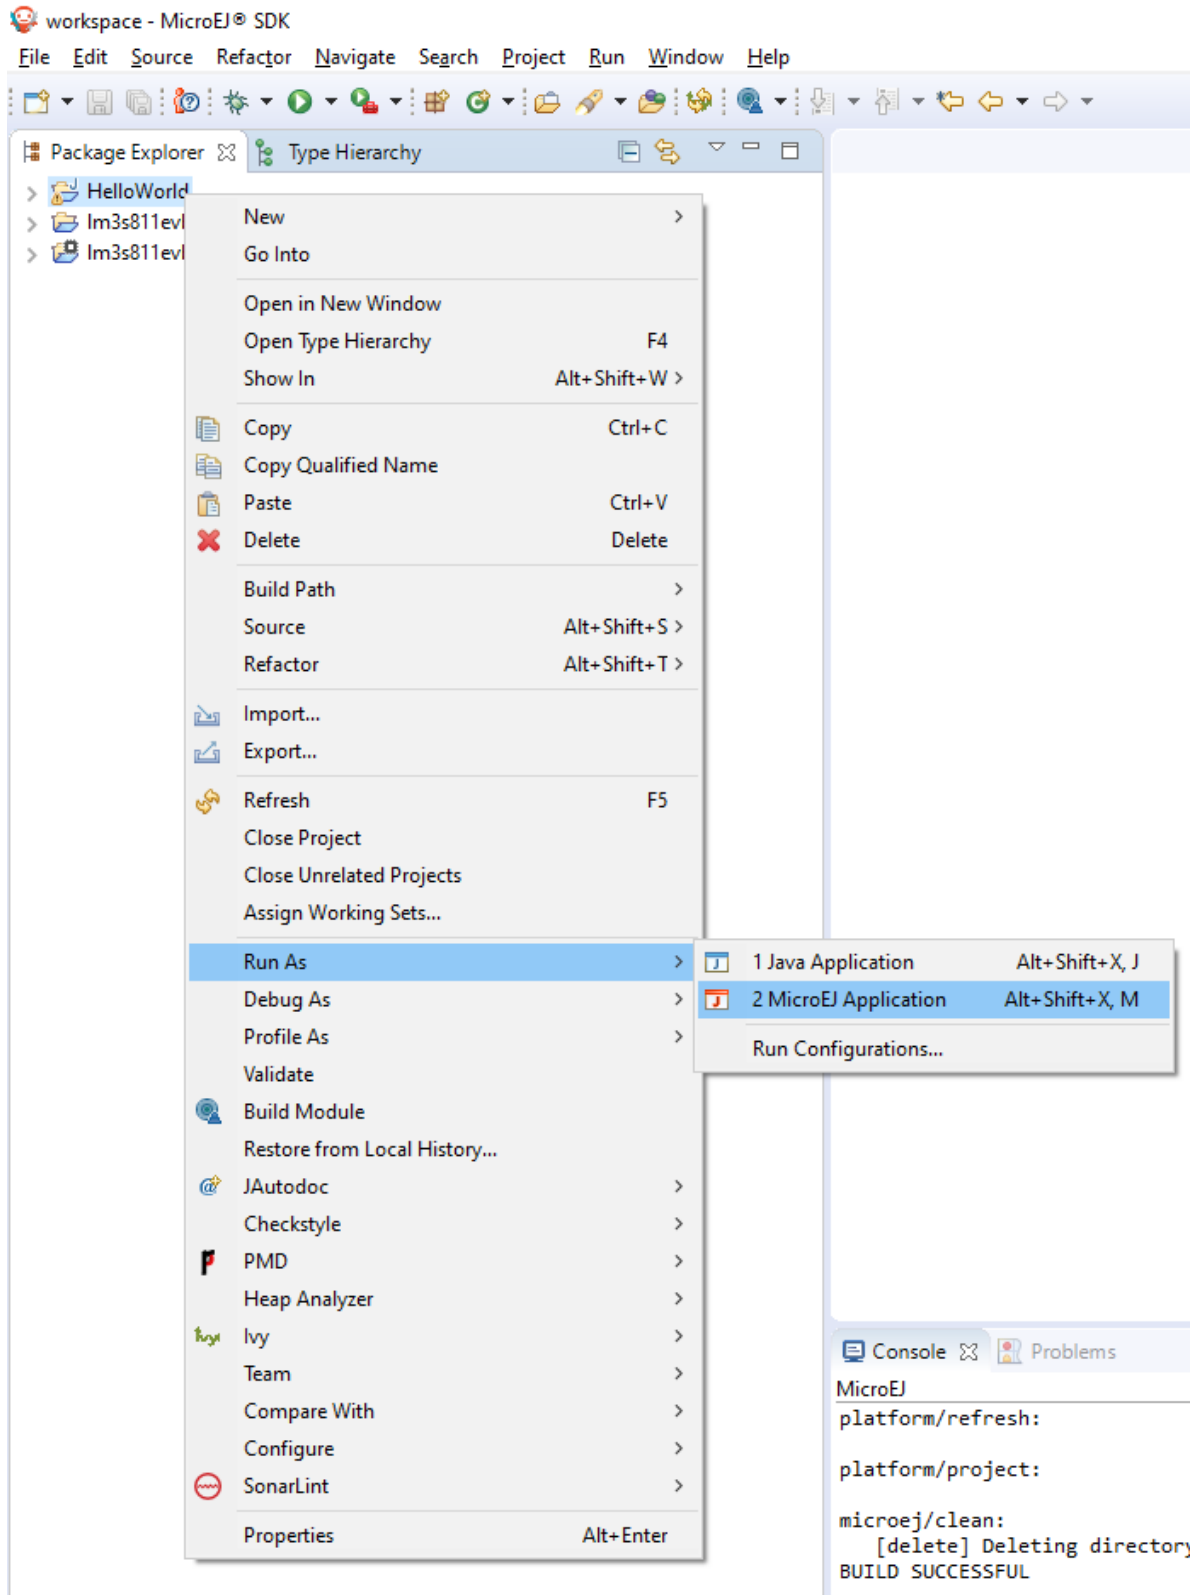 workspace - MicroEJ® SDK
File Edit Source Refactor Navigate Search Project Run Window Help
Package Explorer Type Hierarchy
HelloWorld
lm3s811evl
lm3s811evl
New
Go Into
Open in New Window
Open Type Hierarchy F4
Show In Alt+Shift+W >
Copy Ctrl+C
Copy Qualified Name
Paste Ctrl+V
Delete Delete
Build Path
Source Alt+Shift+S >
Refactor Alt+Shift+T >
Import...
Export...
Refresh F5
Close Project
Close Unrelated Projects
Assign Working Sets...
Run As
1 Java Application Alt+Shift+X, J
Debug As
2 MicroEJ Application Alt+Shift+X, M
Profile As
Run Configurations...
Validate
Build Module
Restore from Local History...
JAutodoc
Checkstyle
PMD
Heap Analyzer
Ivy
Team
Compare With
Configure
SonarLint
Properties Alt+Enter
Console Problems
MicroEJ
platform/refresh:
platform/project:
microej/clean:
[delete] Deleting directory
BUILD SUCCESSFUL